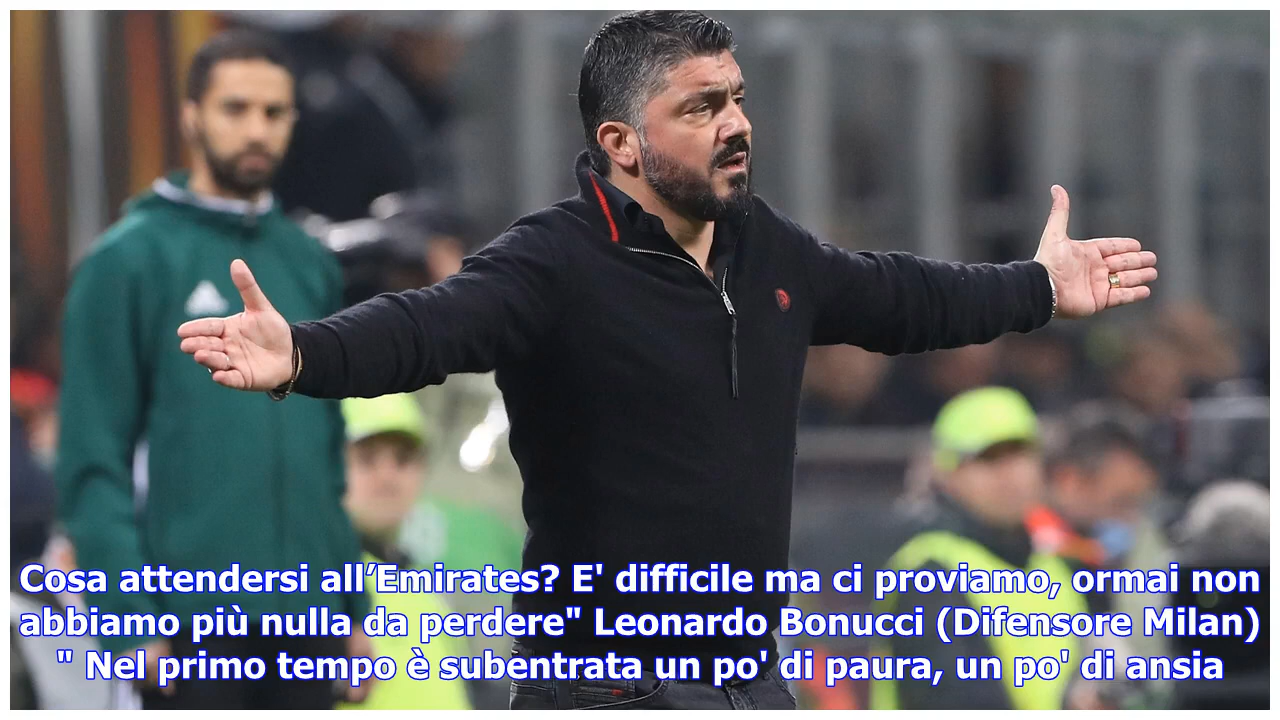 Cosa attendersi all’Emirates? E' difficile ma ci proviamo, ormai non
abbiamo più nulla da perdere" Leonardo Bonucci (Difensore Milan)
" Nel primo tempo è subentrata un po' di paura, un po' di ansia